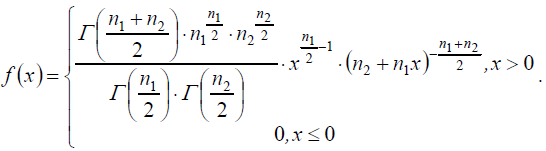 f(x) = { Γ((n₁ + n₂)/2) · n₁^(n₁/2) · n₂^(n₂/2) / (Γ(n₁/2) · Γ(n₂/2)) · x^(n₁/2 − 1) · (n₂ + n₁x)^(−(n₁+n₂)/2), x > 0
0, x ≤ 0 .